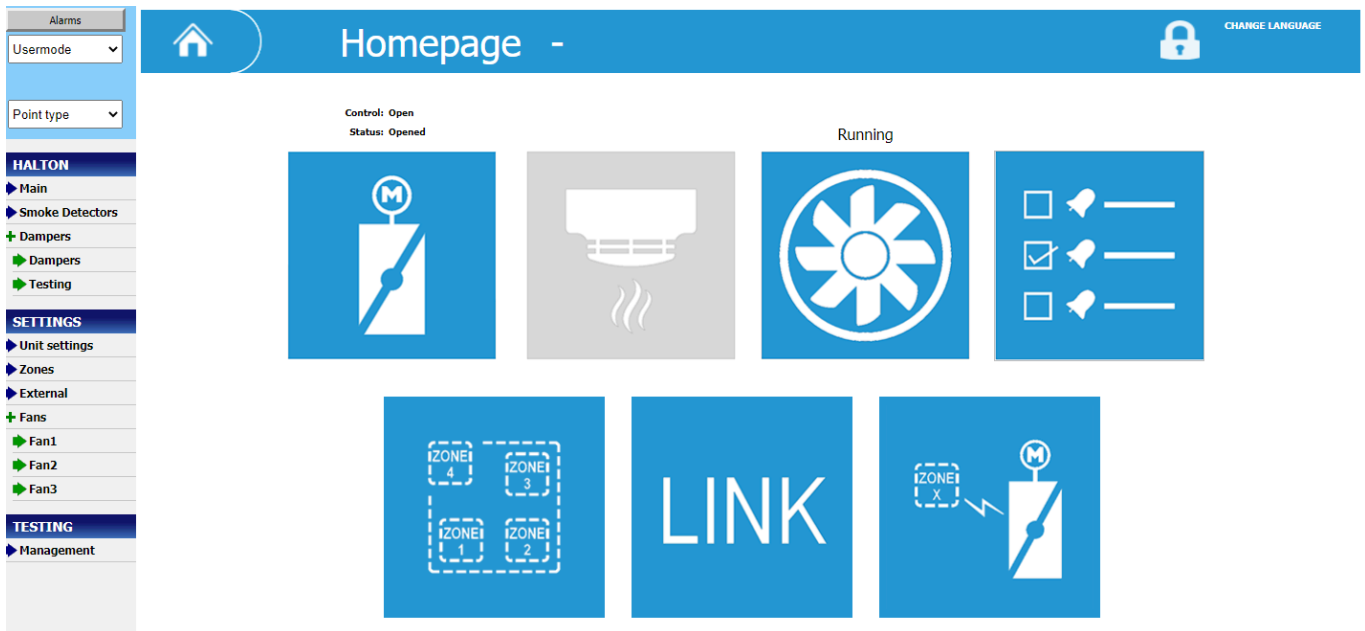 Alarms
Usermode
Point type
HALTON
Main
Smoke Detectors
Dampers
Dampers
Testing
SETTINGS
Unit settings
Zones
External
Fans
Fan1
Fan2
Fan3
TESTING
Management
Homepage -
CHANGE LANGUAGE
Control: Open
Status: Opened
Running
M
ZONE
4
ZONE
3
ZONE
1
ZONE
2
LINK
ZONE
X
M